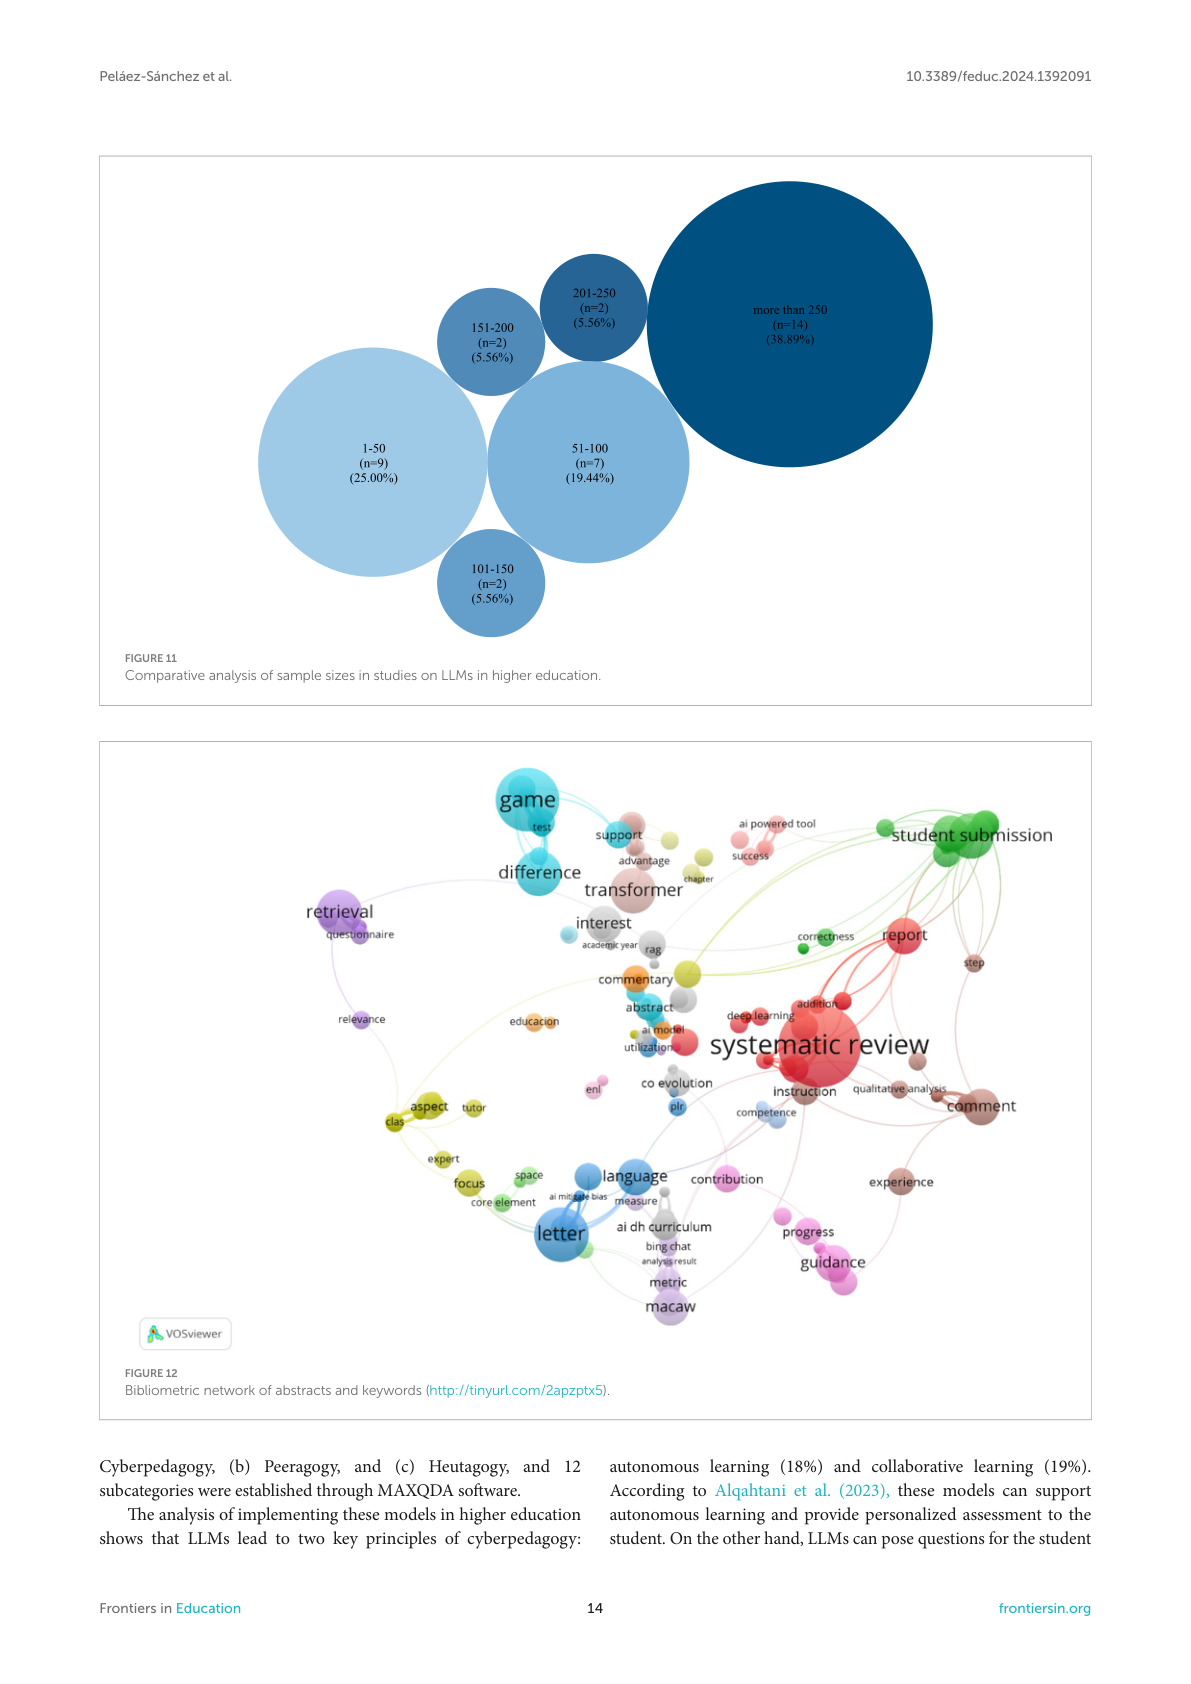 Peláez-Sánchez et al.
10.3389/feduc.2024.1392091
201-250
(n=2)
(5.56%)
more than 250
(n=14)
(38.89%)
151-200
(n=2)
(5.56%)
1-50
(n=9)
(25.00%)
51-100
(n=7)
(19.44%)
101-150
(n=2)
(5.56%)
FIGURE 11
Comparative analysis of sample sizes in studies on LLMs in higher education.
game
test
support
ai powered tool
student submission
advantage
success
difference
chapter
transformer
retrieval
interest
questionnaire
academic year
rag
correctness
report
commentary
step
abstract
addition
relevance
educacion
deep learning
ai model
utilization
systematic review
co evolution
enl
instruction
qualitative analysis
aspect
tutor
plr
competence
comment
clas
expert
focus
space
language
contribution
experience
core element
ai mitigate bias
measure
letter
ai dh curriculum
progress
bing chat
analysis result
guidance
metric
macaw
VOSviewer
FIGURE 12
Bibliometric network of abstracts and keywords (http://tinyurl.com/2apzptx5).
Cyberpedagogy, (b) Peeragogy, and (c) Heutagogy, and 12
subcategories were established through MAXQDA software.
The analysis of implementing these models in higher education
shows that LLMs lead to two key principles of cyberpedagogy:
autonomous learning (18%) and collaborative learning (19%).
According to Alqahtani et al. (2023), these models can support
autonomous learning and provide personalized assessment to the
student. On the other hand, LLMs can pose questions for the student
Frontiers in Education
14
frontiersin.org